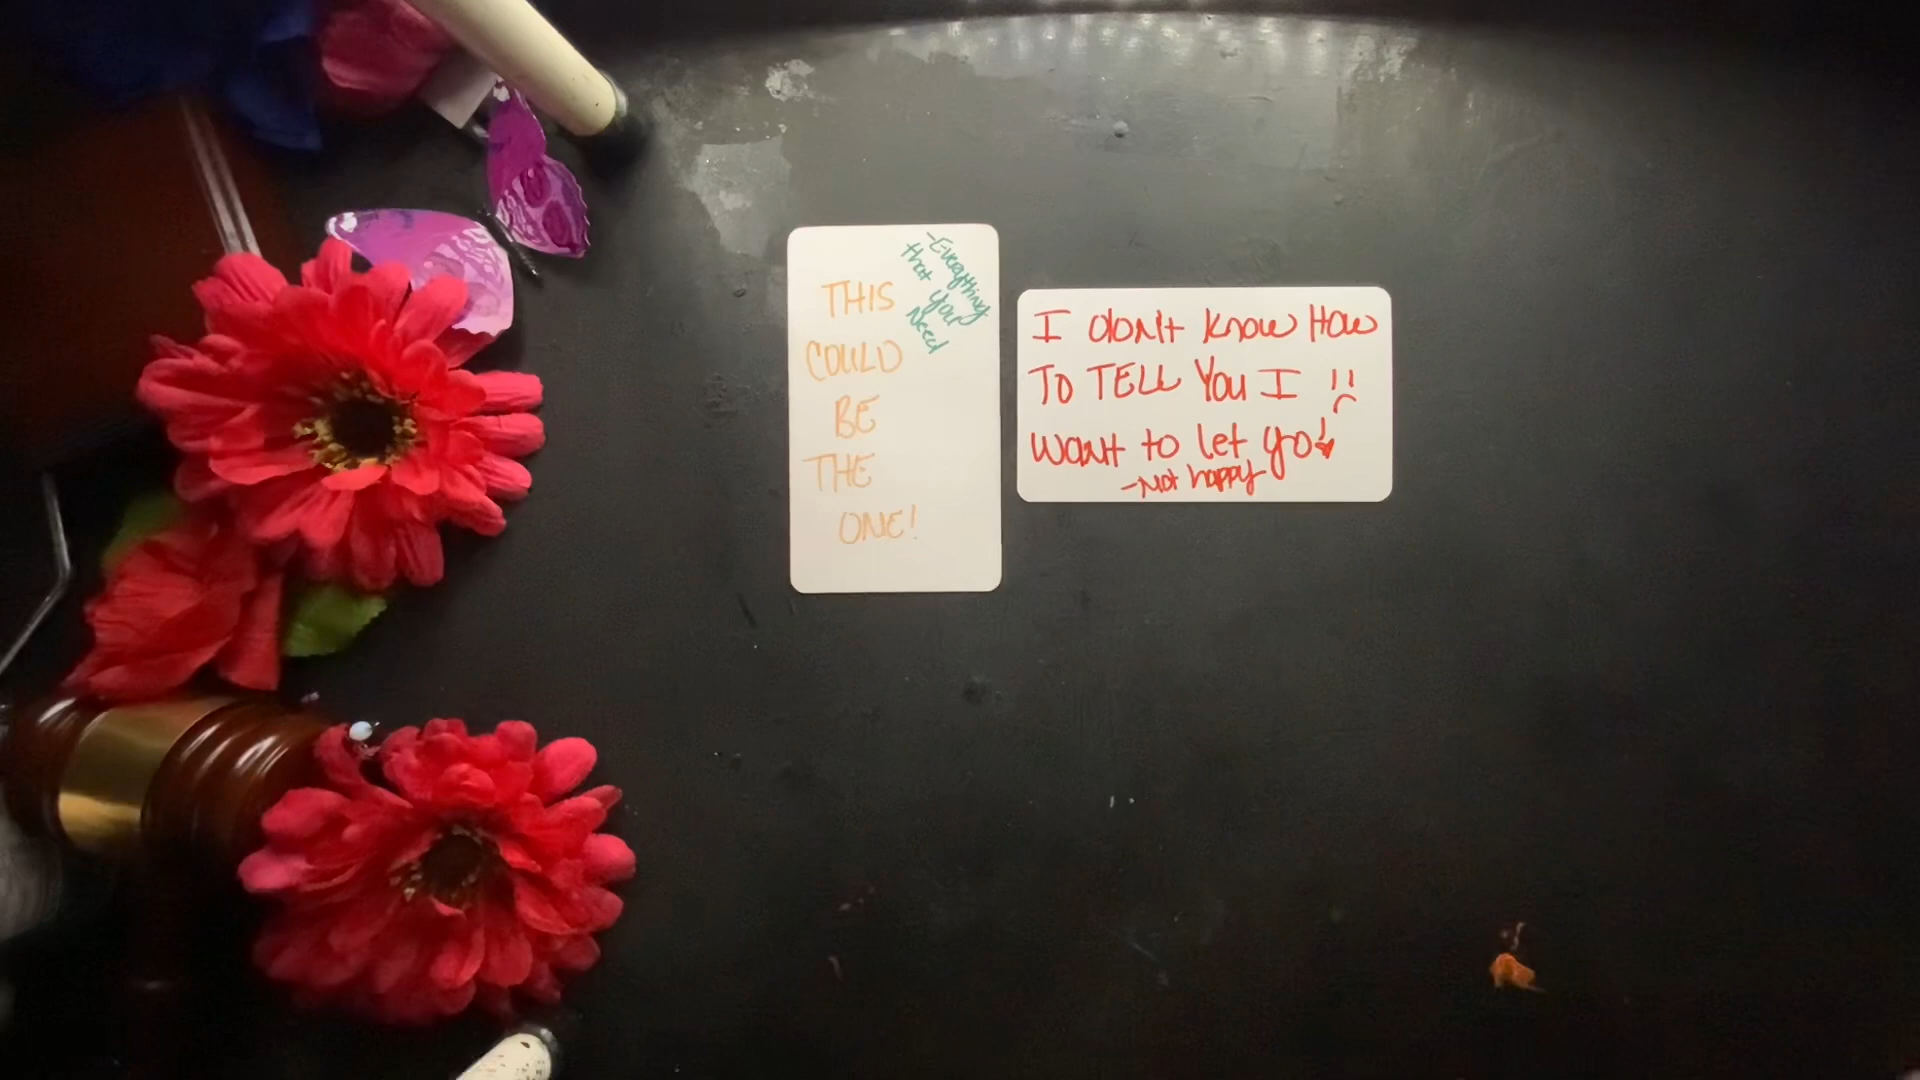 THIS
COULD
BE
THE
ONE!
-Everything
that you
Need
I don't know How
TO TELL YOU I
want to let go!
-Not happy